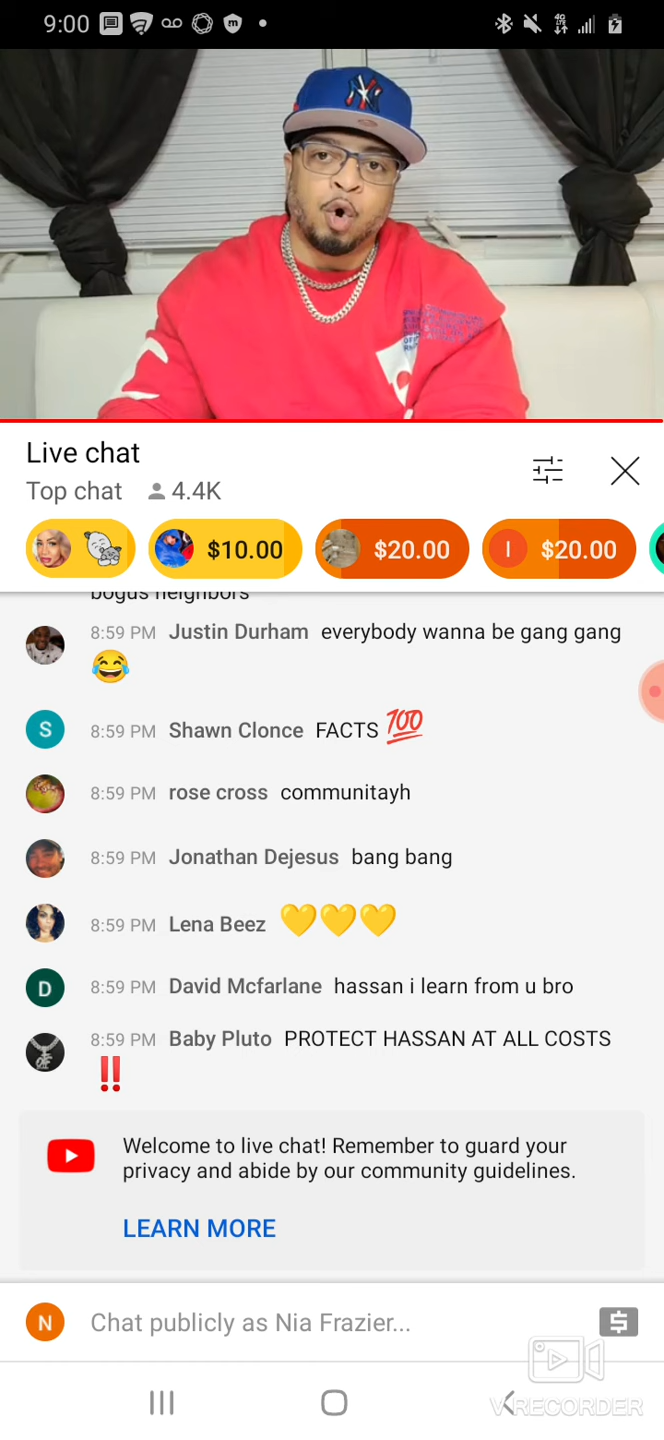 9:00
Live chat
Top chat 4.4K
$10.00 $20.00 I $20.00
bogus neighbors
8:59 PM Justin Durham everybody wanna be gang gang
😂
S 8:59 PM Shawn Clonce FACTS 💯
8:59 PM rose cross communitayh
8:59 PM Jonathan Dejesus bang bang
8:59 PM Lena Beez 💛💛💛
D 8:59 PM David Mcfarlane hassan i learn from u bro
8:59 PM Baby Pluto PROTECT HASSAN AT ALL COSTS
‼️
Welcome to live chat! Remember to guard your
privacy and abide by our community guidelines.
LEARN MORE
N Chat publicly as Nia Frazier...
V RECORDER